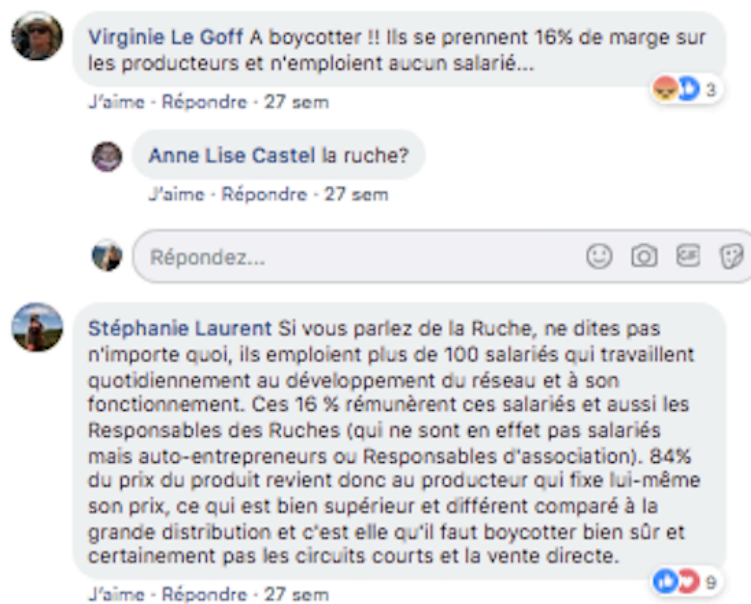 Virginie Le Goff A boycotter !! Ils se prennent 16% de marge sur
les producteurs et n'emploient aucun salarié...
3
J'aime · Répondre · 27 sem
Anne Lise Castel la ruche?
J'aime · Répondre · 27 sem
Répondez...
GIF
Stéphanie Laurent Si vous parlez de la Ruche, ne dites pas
n'importe quoi, ils emploient plus de 100 salariés qui travaillent
quotidiennement au développement du réseau et à son
fonctionnement. Ces 16 % rémunèrent ces salariés et aussi les
Responsables des Ruches (qui ne sont en effet pas salariés
mais auto-entrepreneurs ou Responsables d'association). 84%
du prix du produit revient donc au producteur qui fixe lui-même
son prix, ce qui est bien supérieur et différent comparé à la
grande distribution et c'est elle qu'il faut boycotter bien sûr et
certainement pas les circuits courts et la vente directe.
9
J'aime · Répondre · 27 sem